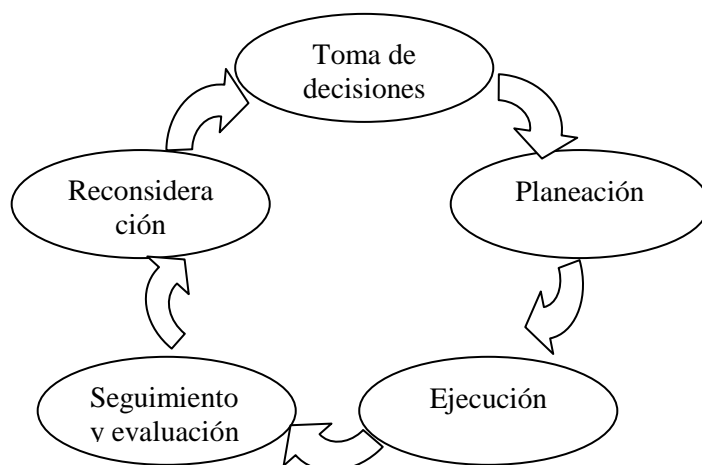 Toma de
decisiones
Planeación
Ejecución
Seguimiento
y evaluación
Reconsidera
ción